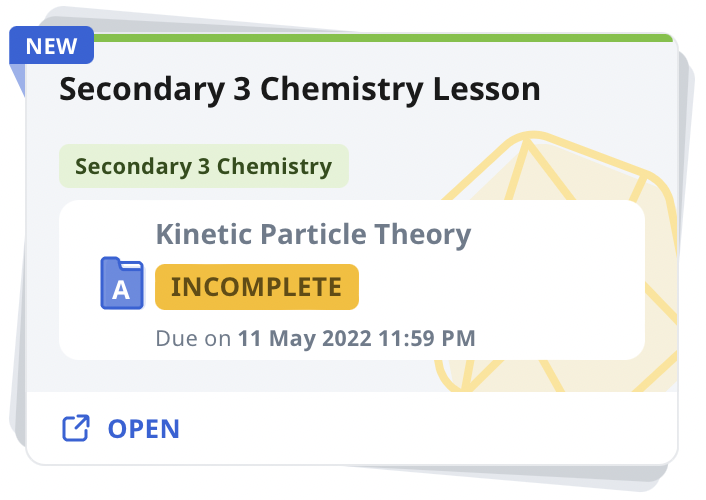 NEW
Secondary 3 Chemistry Lesson
Secondary 3 Chemistry
Kinetic Particle Theory
A
INCOMPLETE
Due on 11 May 2022 11:59 PM
OPEN